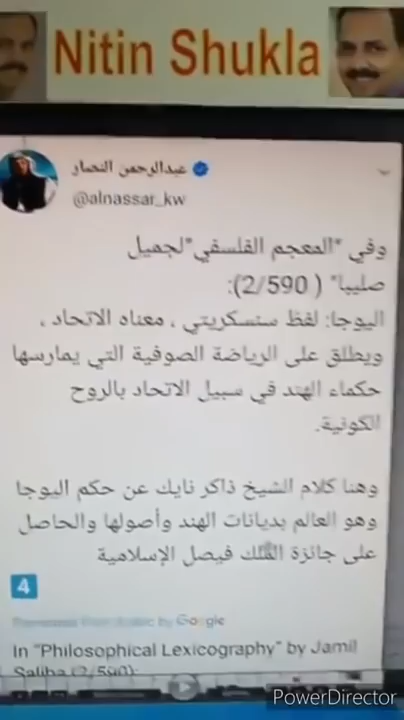 Nitin Shukla
عبدالرحمن النصار
@alnassar_kw
وفي "المعجم الفلسفي" لجميل
صليبا" (2/590):
اليوجا: لفظ سنسكريتي ، معناه الاتحاد ،
ويطلق على الرياضة الصوفية التي يمارسها
حكماء الهند في سبيل الاتحاد بالروح
الكونية.
وهنا كلام الشيخ ذاكر نايك عن حكم اليوجا
وهو العالم بديانات الهند وأصولها والحاصل
على جائزة الملك فيصل الإسلامية
4
Translated from Arabic by Google
In "Philosophical Lexicography" by Jamil
Saliba (2/590):
PowerDirector